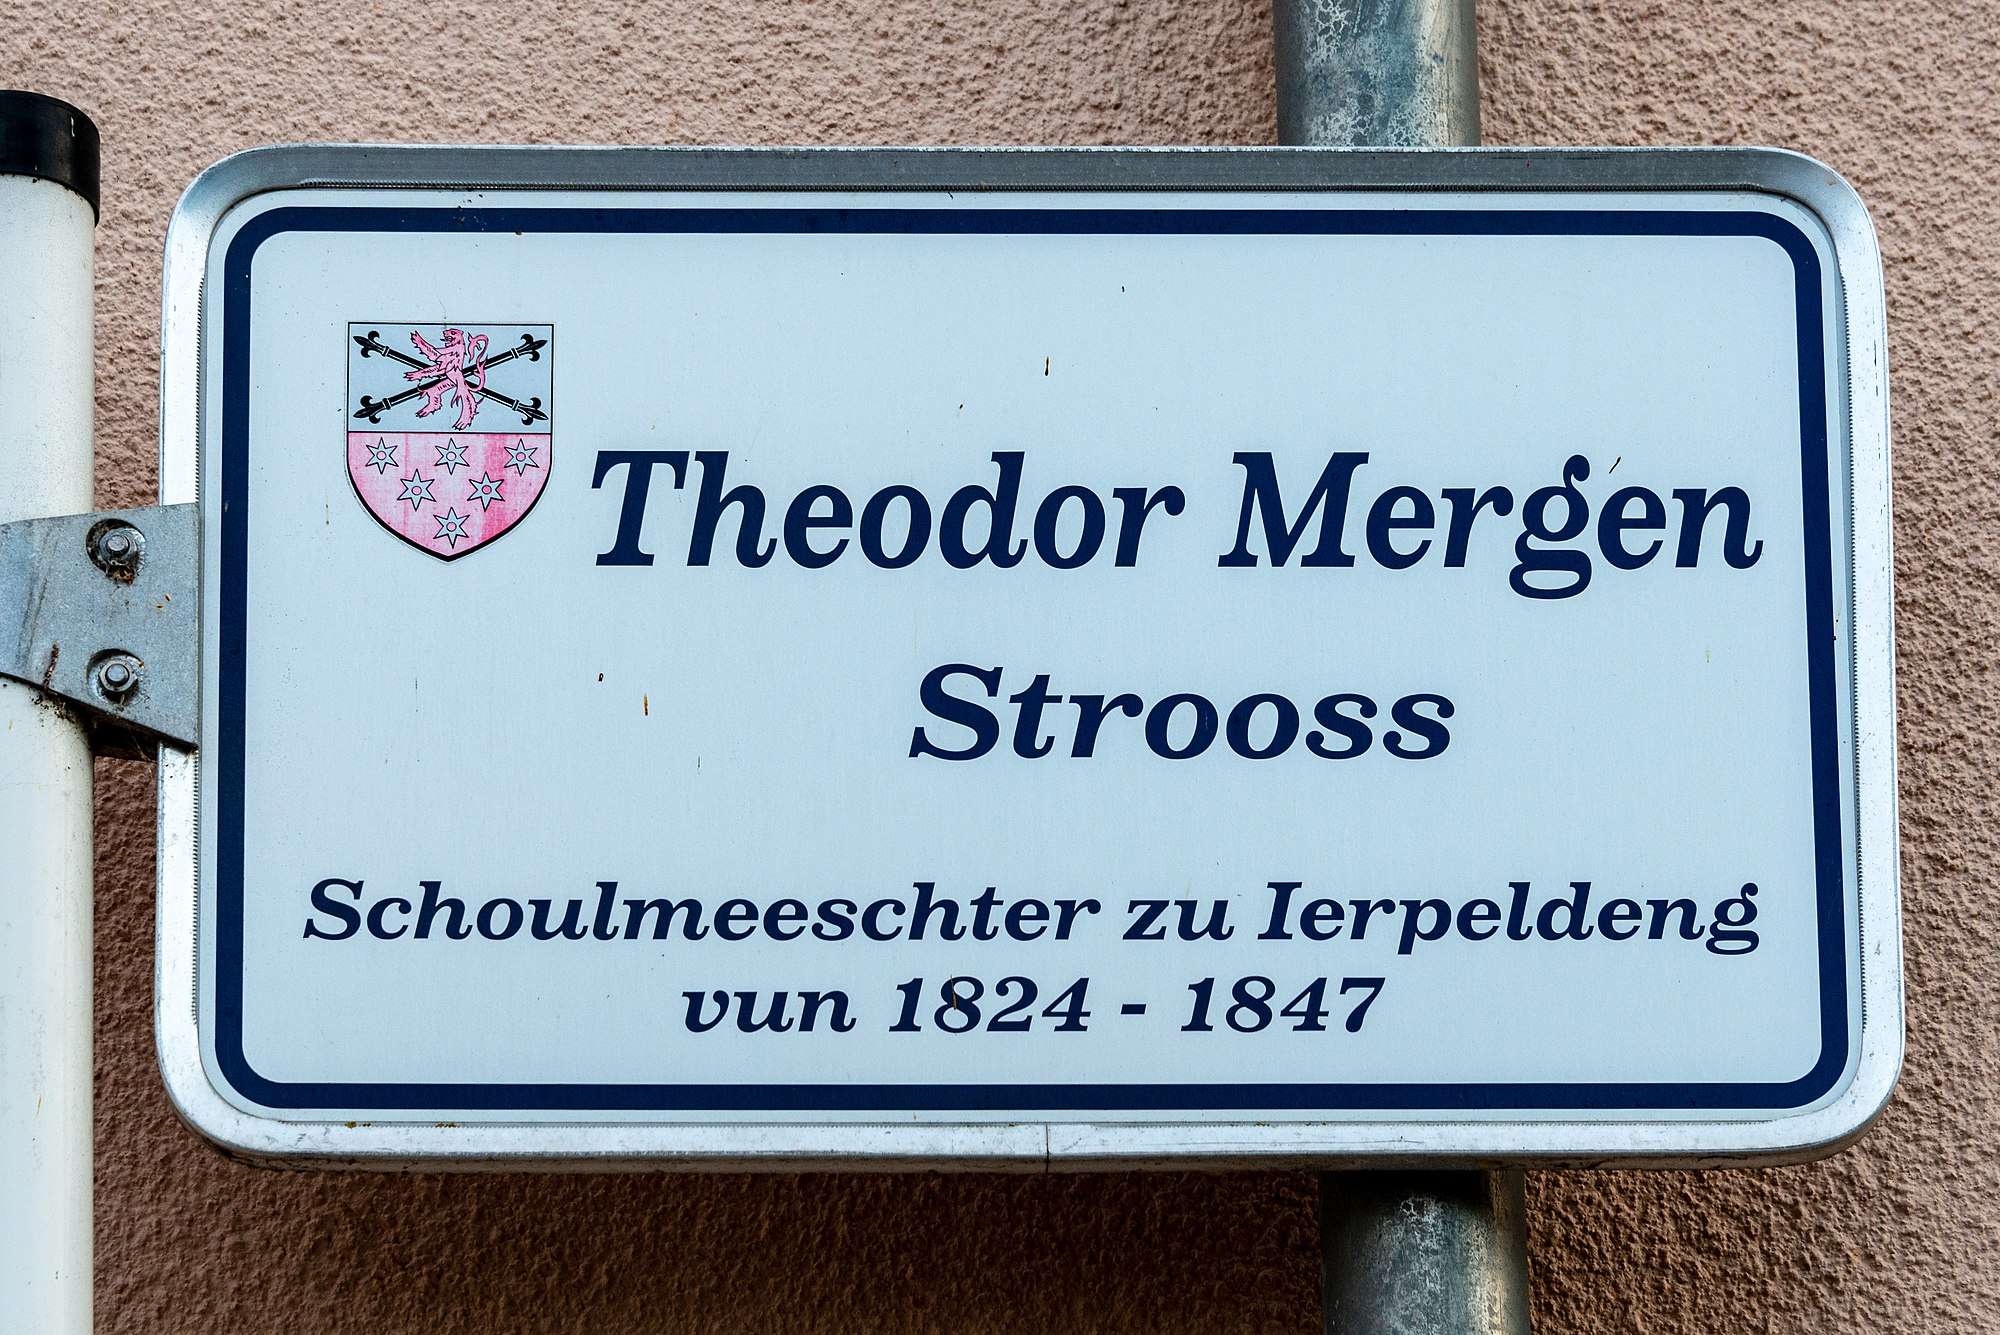 Theodor Mergen
Strooss
Schoulmeeschter zu Ierpeldeng
vun 1824 - 1847